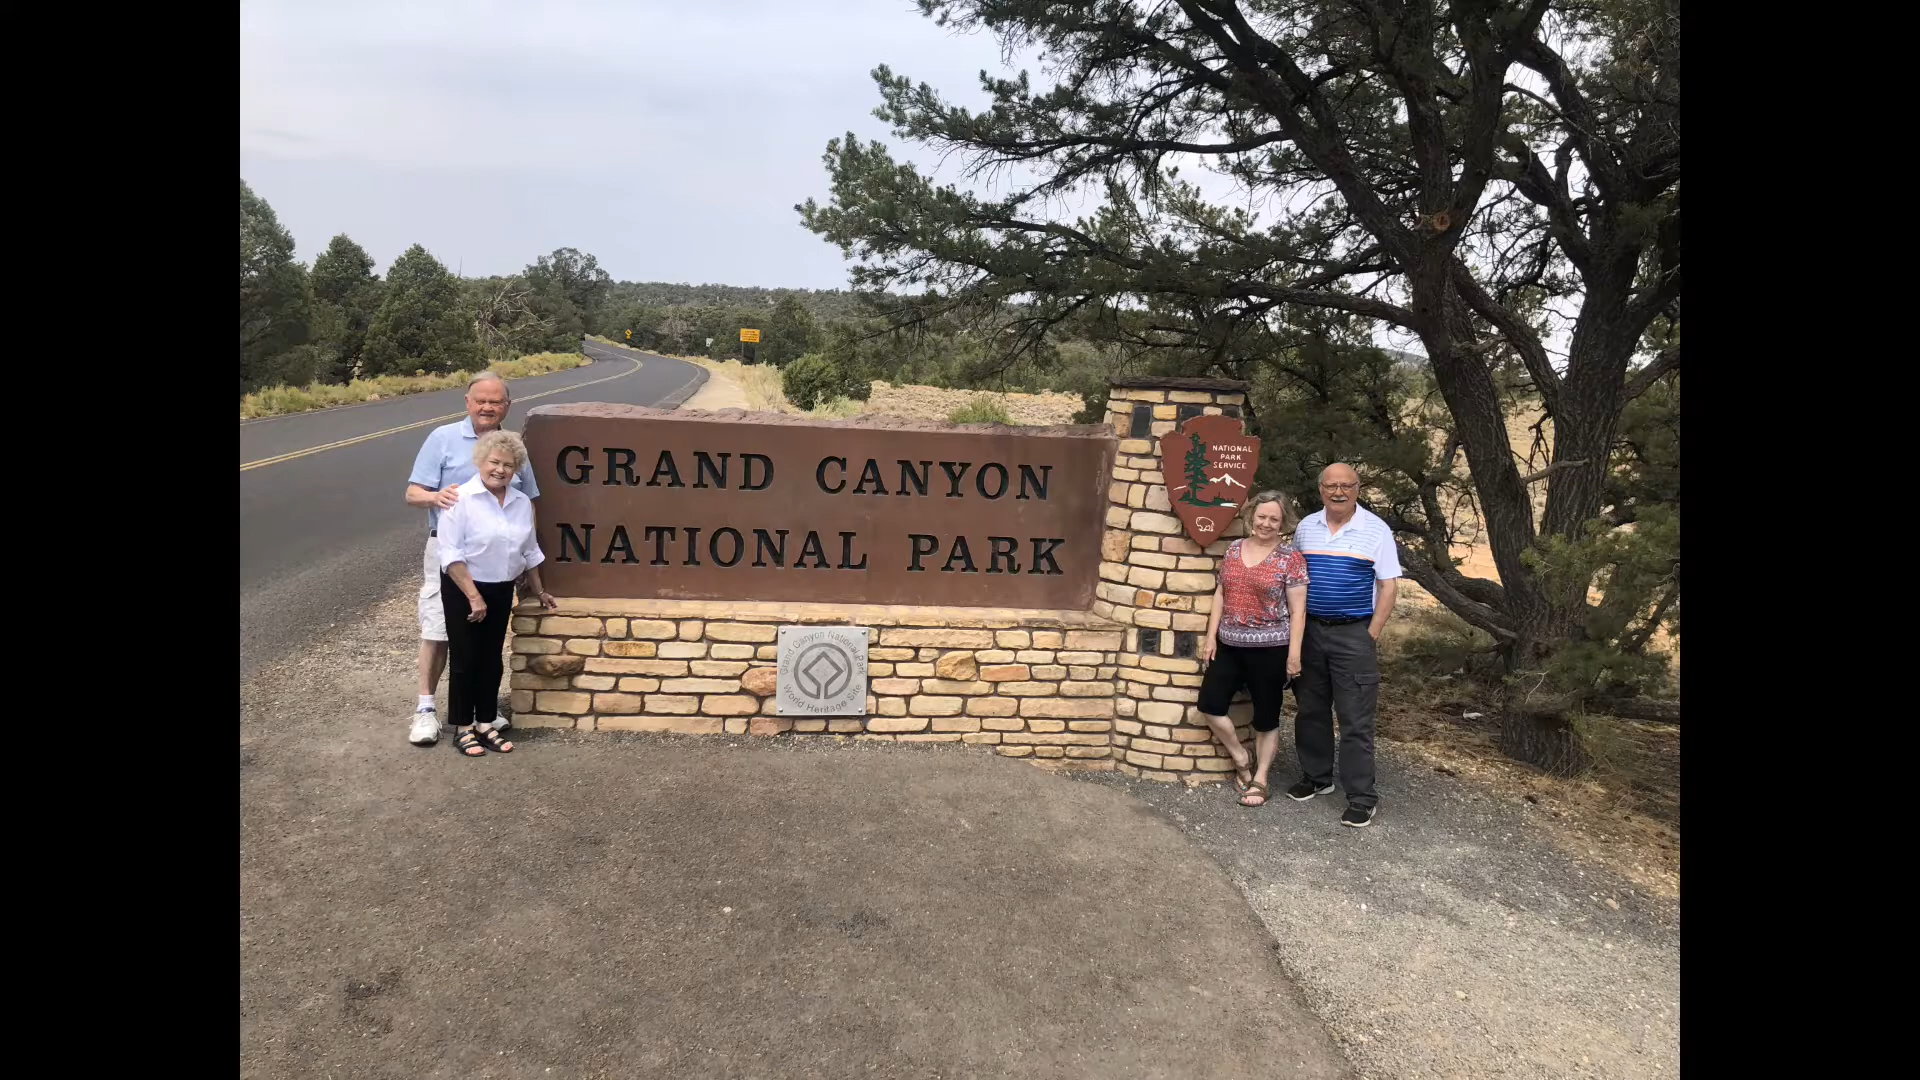 GRAND CANYON
NATIONAL PARK
NATIONAL
PARK
SERVICE
Grand Canyon National Park
World Heritage Site